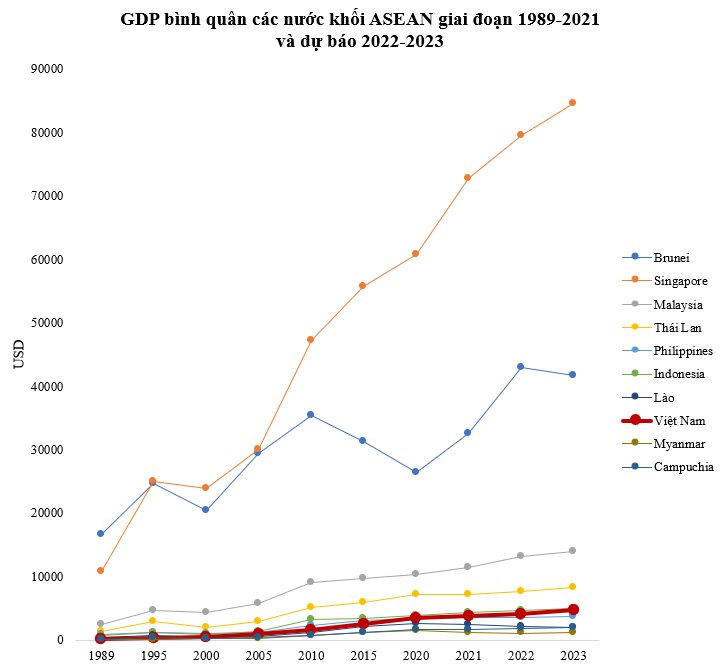 GDP bình quân các nước khối ASEAN giai đoạn 1989-2021
và dự báo 2022-2023
90000
80000
70000
60000
50000
40000
30000
20000
10000
0
USD
1989 1995 2000 2005 2010 2015 2020 2021 2022 2023
Brunei
Singapore
Malaysia
Thái Lan
Philippines
Indonesia
Lào
Việt Nam
Myanmar
Campuchia